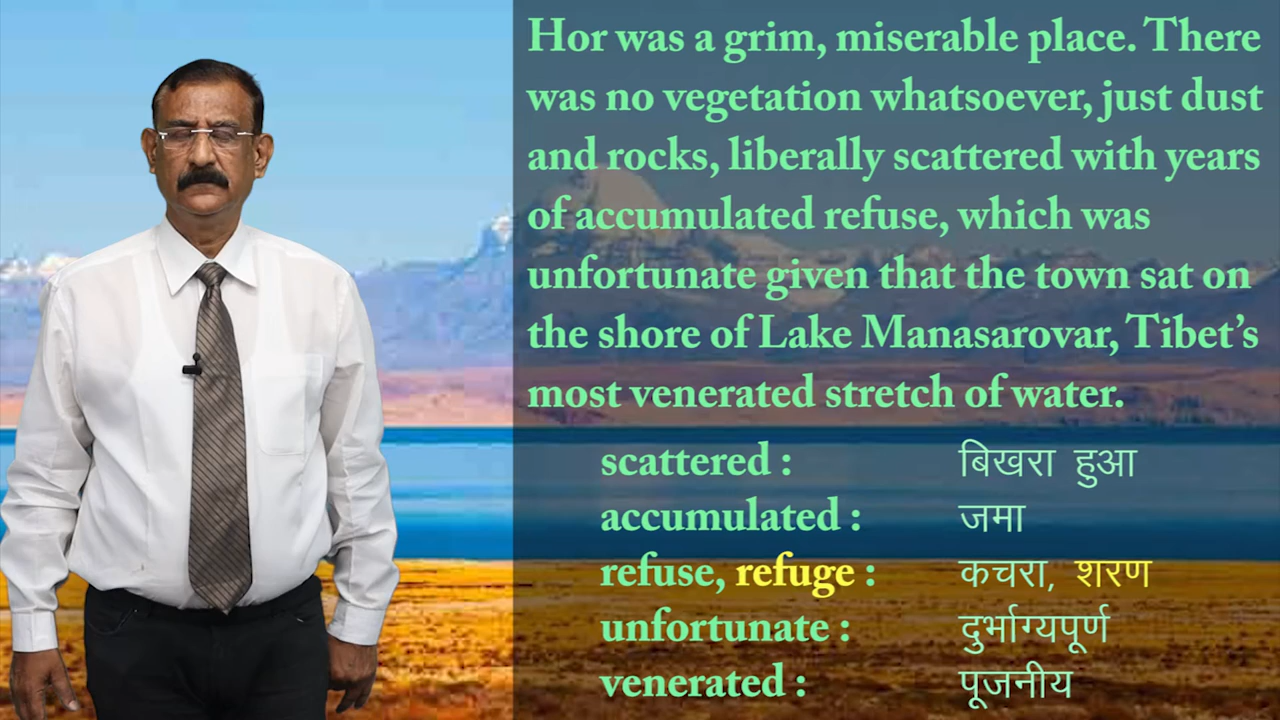 Hor was a grim, miserable place. There
was no vegetation whatsoever, just dust
and rocks, liberally scattered with years
of accumulated refuse, which was
unfortunate given that the town sat on
the shore of Lake Manasarovar, Tibet’s
most venerated stretch of water.
scattered : बिखरा हुआ
accumulated : जमा
refuse, refuge : कचरा, शरण
unfortunate : दुर्भाग्यपूर्ण
venerated : पूजनीय